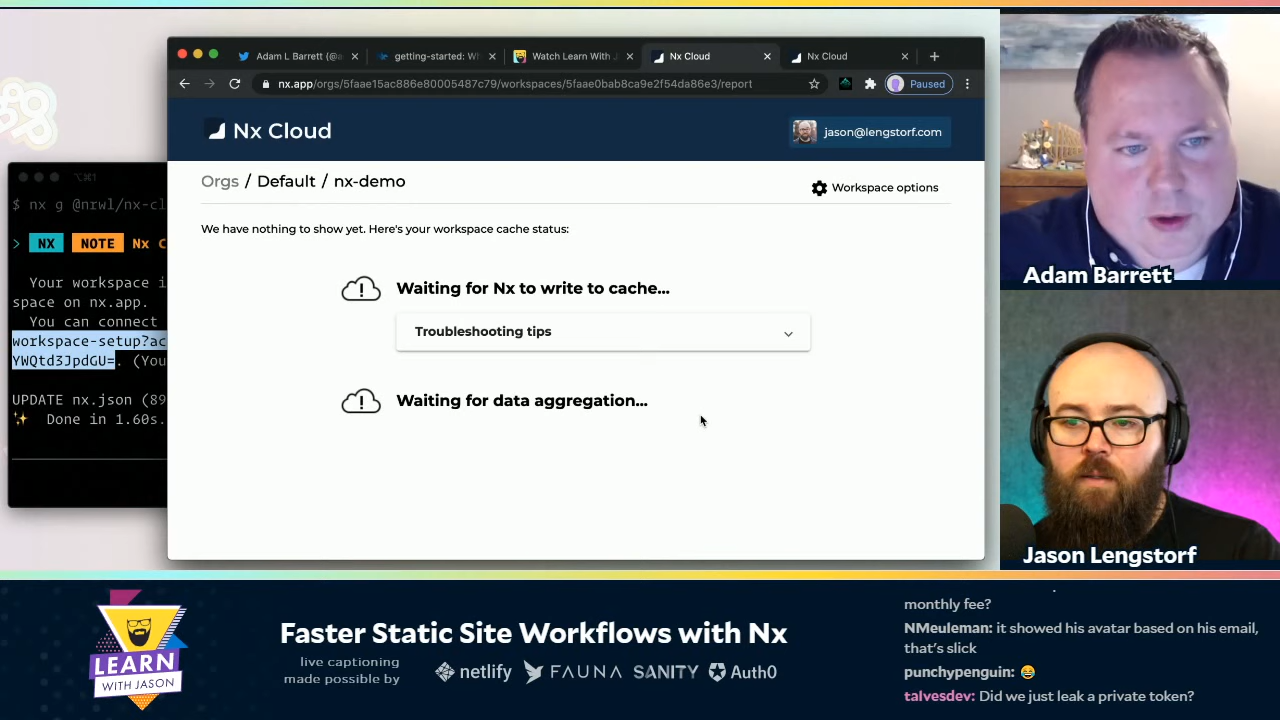 Adam L Barrett (@a
getting-started: Wh
Watch Learn With J
Nx Cloud
Nx Cloud
nx.app/orgs/5faae15ac886e80005487c79/workspaces/5faae0bab8ca9e2f54da86e3/report
Paused
Nx Cloud
jason@lengstorf.com
Orgs / Default / nx-demo
Workspace options
We have nothing to show yet. Here's your workspace cache status:
Waiting for Nx to write to cache...
Troubleshooting tips
Waiting for data aggregation...
⌥⌘1
$ nx g @nrwl/nx-cl
> NX NOTE Nx C
Your workspace i
space on nx.app.
You can connect
workspace-setup?ac
YWQtd3JpdGU=. (You
UPDATE nx.json (89
✨ Done in 1.60s.
Adam Barrett
Jason Lengstorf
LEARN
WITH JASON
Faster Static Site Workflows with Nx
live captioning
made possible by
netlify
FAUNA
SANITY
Auth0
monthly fee?
NMeuleman: it showed his avatar based on his email,
that's slick
punchypenguin: 😂
talvesdev: Did we just leak a private token?